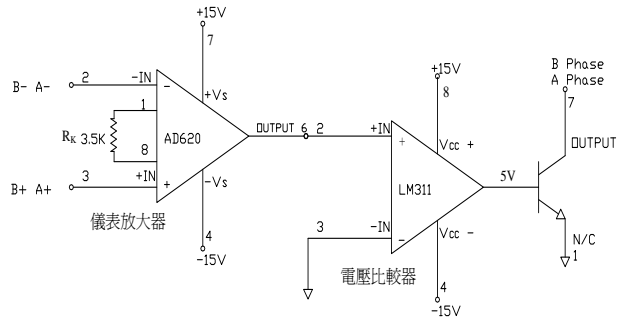 +15V
7
B- A-
2
-IN
-
+Vs
1
RK 3.5K
AD620
8
B+ A+
3
+IN
+
-Vs
儀表放大器
4
-15V
OUTPUT 6
2
+15V
8
+IN
+
Vcc +
LM311
3
-IN
-
Vcc -
電壓比較器
4
-15V
5V
B Phase
A Phase
7
OUTPUT
N/C
1